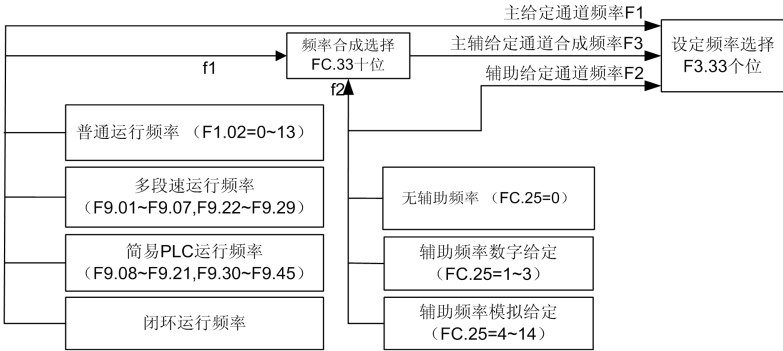 主给定通道频率F1
频率合成选择
FC.33十位
主辅给定通道合成频率F3
设定频率选择
F3.33个位
f1
f2
辅助给定通道频率F2
普通运行频率 （F1.02=0~13）
多段速运行频率
（F9.01~F9.07,F9.22~F9.29）
无辅助频率 （FC.25=0）
简易PLC运行频率
（F9.08~F9.21,F9.30~F9.45）
辅助频率数字给定
（FC.25=1~3）
闭环运行频率
辅助频率模拟给定
（FC.25=4~14）